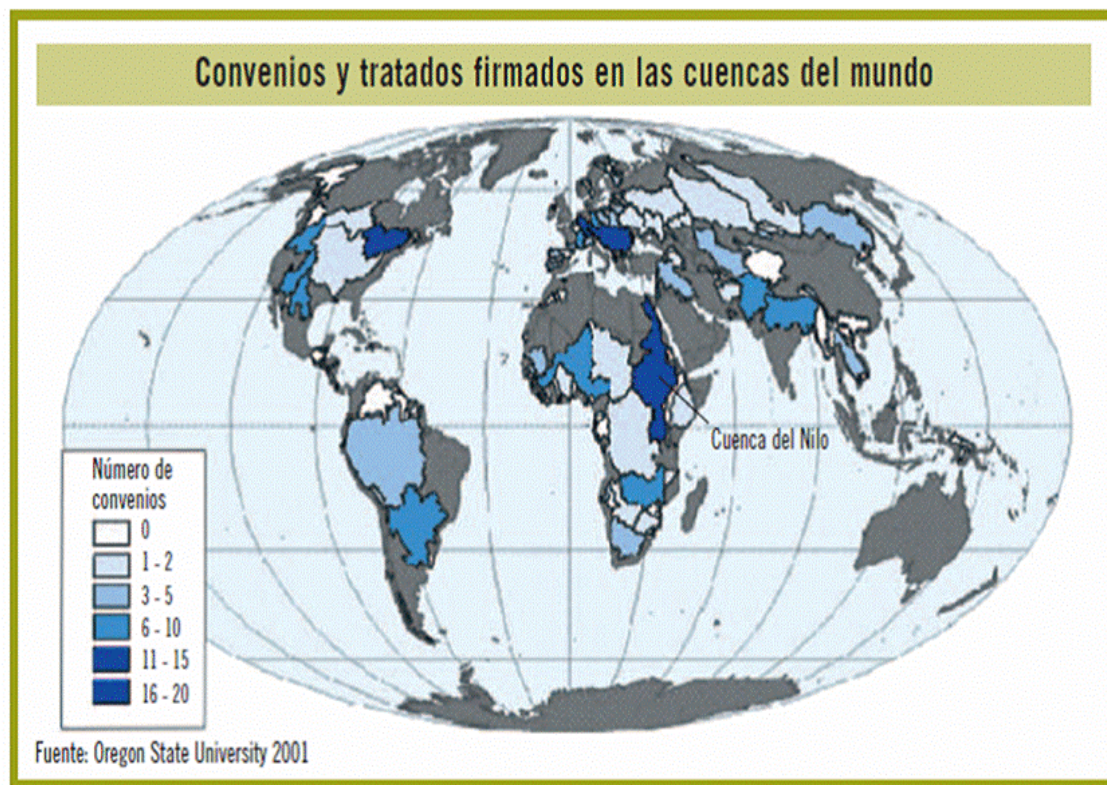 Convenios y tratados firmados en las cuencas del mundo
Cuenca del Nilo
Número de
convenios
0
1 - 2
3 - 5
6 - 10
11 - 15
16 - 20
Fuente: Oregon State University 2001